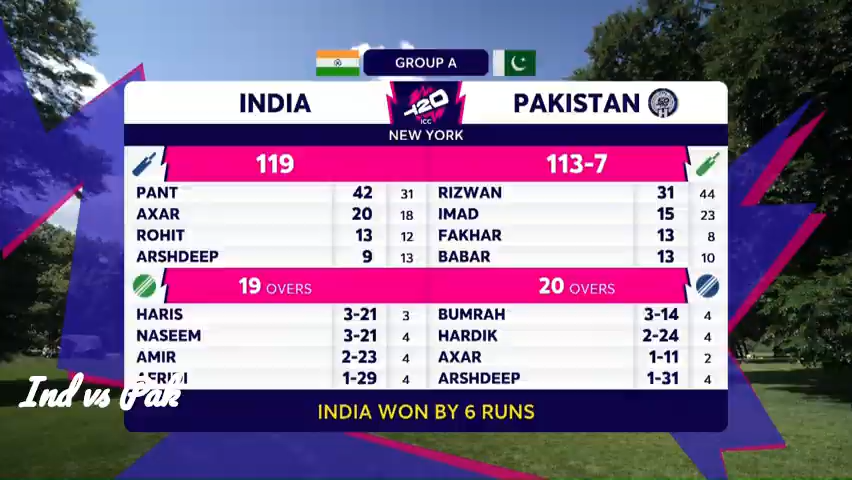 GROUP A
INDIA T20 PAKISTAN
ICC
NEW YORK
119 113-7
PANT 42 31 RIZWAN 31 44
AXAR 20 18 IMAD 15 23
ROHIT 13 12 FAKHAR 13 8
ARSHDEEP 9 13 BABAR 13 10
19 OVERS 20 OVERS
HARIS 3-21 3 BUMRAH 3-14 4
NASEEM 3-21 4 HARDIK 2-24 4
AMIR 2-23 4 AXAR 1-11 2
AFRIDI 1-29 4 ARSHDEEP 1-31 4
Ind vs Pak
INDIA WON BY 6 RUNS